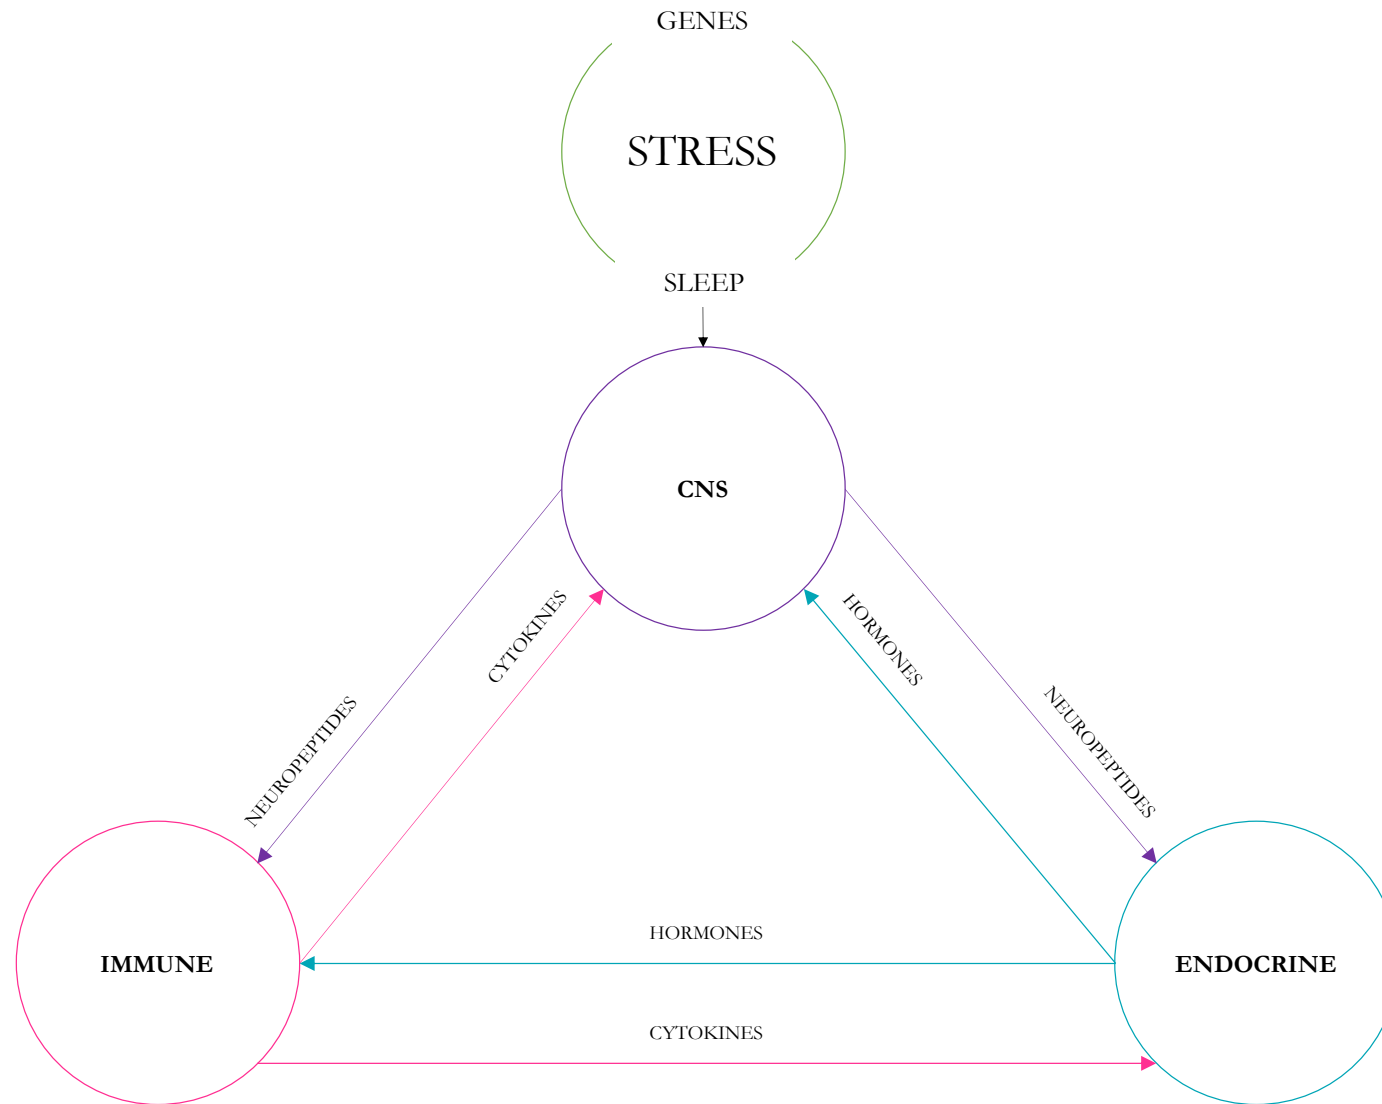 GENES
STRESS
SLEEP
CNS
CYTOKINES
HORMONES
NEUROPEPTIDES
NEUROPEPTIDES
HORMONES
IMMUNE
ENDOCRINE
CYTOKINES